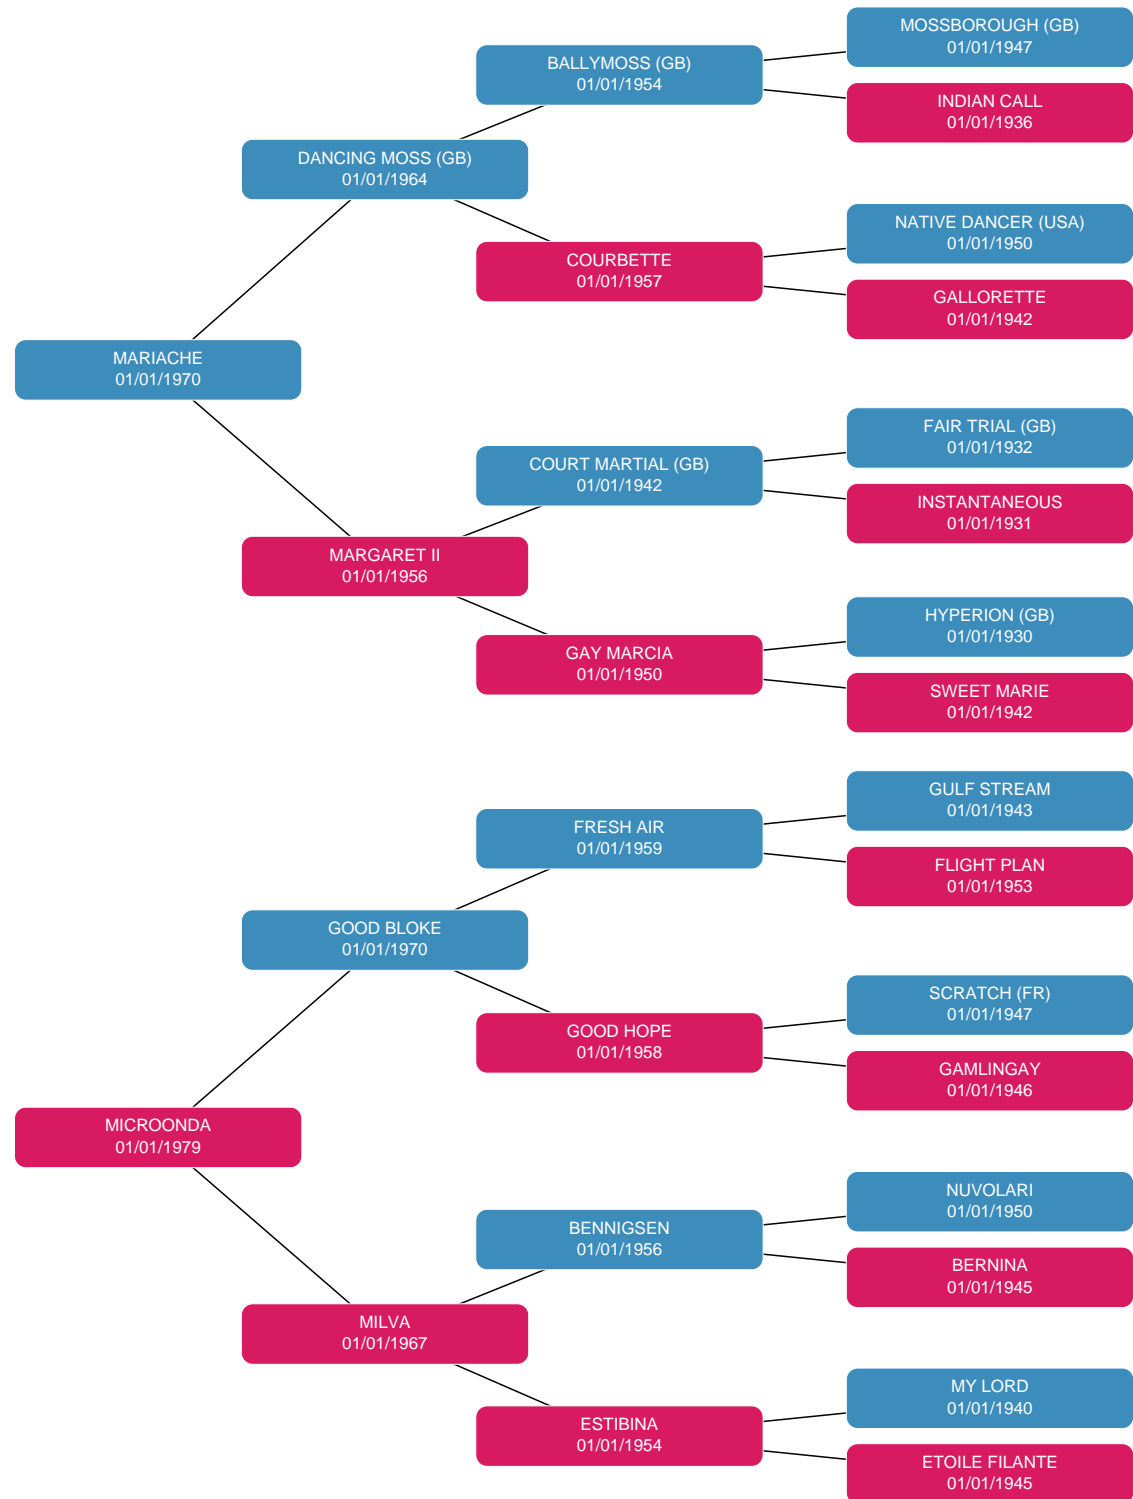 MOSSBOROUGH (GB)
01/01/1947
BALLYMOSS (GB)
01/01/1954
INDIAN CALL
01/01/1936
DANCING MOSS (GB)
01/01/1964
NATIVE DANCER (USA)
01/01/1950
COURBETTE
01/01/1957
GALLORETTE
01/01/1942
MARIACHE
01/01/1970
FAIR TRIAL (GB)
01/01/1932
COURT MARTIAL (GB)
01/01/1942
INSTANTANEOUS
01/01/1931
MARGARET II
01/01/1956
HYPERION (GB)
01/01/1930
GAY MARCIA
01/01/1950
SWEET MARIE
01/01/1942
GULF STREAM
01/01/1943
FRESH AIR
01/01/1959
FLIGHT PLAN
01/01/1953
GOOD BLOKE
01/01/1970
SCRATCH (FR)
01/01/1947
GOOD HOPE
01/01/1958
GAMLINGAY
01/01/1946
MICROONDA
01/01/1979
NUVOLARI
01/01/1950
BENNIGSEN
01/01/1956
BERNINA
01/01/1945
MILVA
01/01/1967
MY LORD
01/01/1940
ESTIBINA
01/01/1954
ETOILE FILANTE
01/01/1945